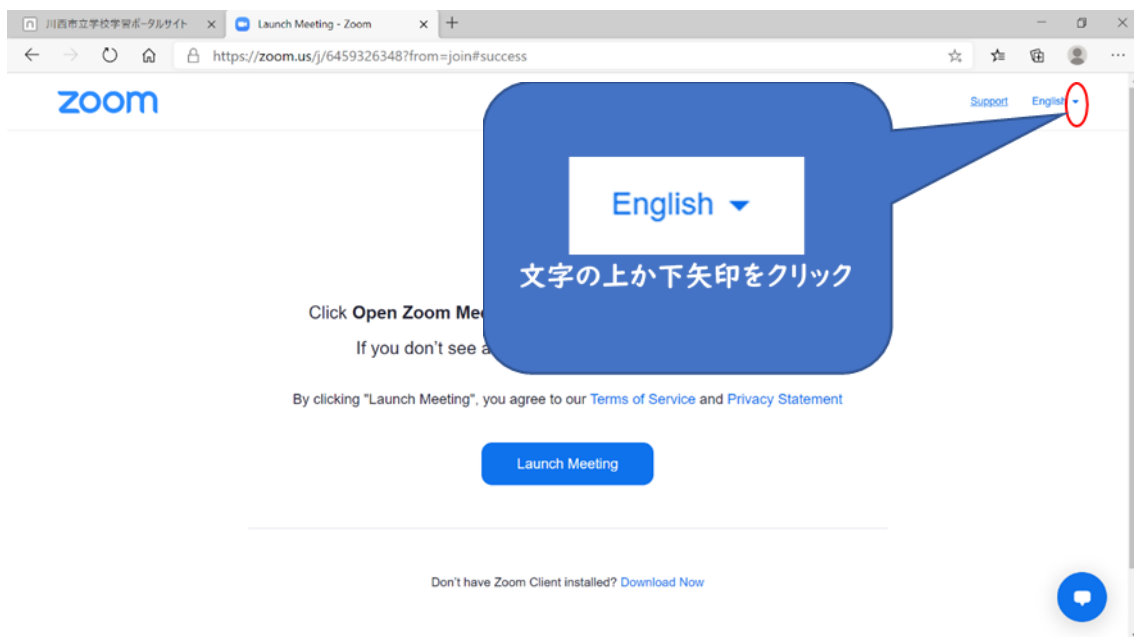 川西市立学校学習ポータルサイト
Launch Meeting - Zoom
https://zoom.us/j/6459326348?from=join#success
zoom
Support
English
English
文字の上か下矢印をクリック
Click Open Zoom Me
If you don't see a
By clicking "Launch Meeting", you agree to our Terms of Service and Privacy Statement
Launch Meeting
Don't have Zoom Client installed? Download Now